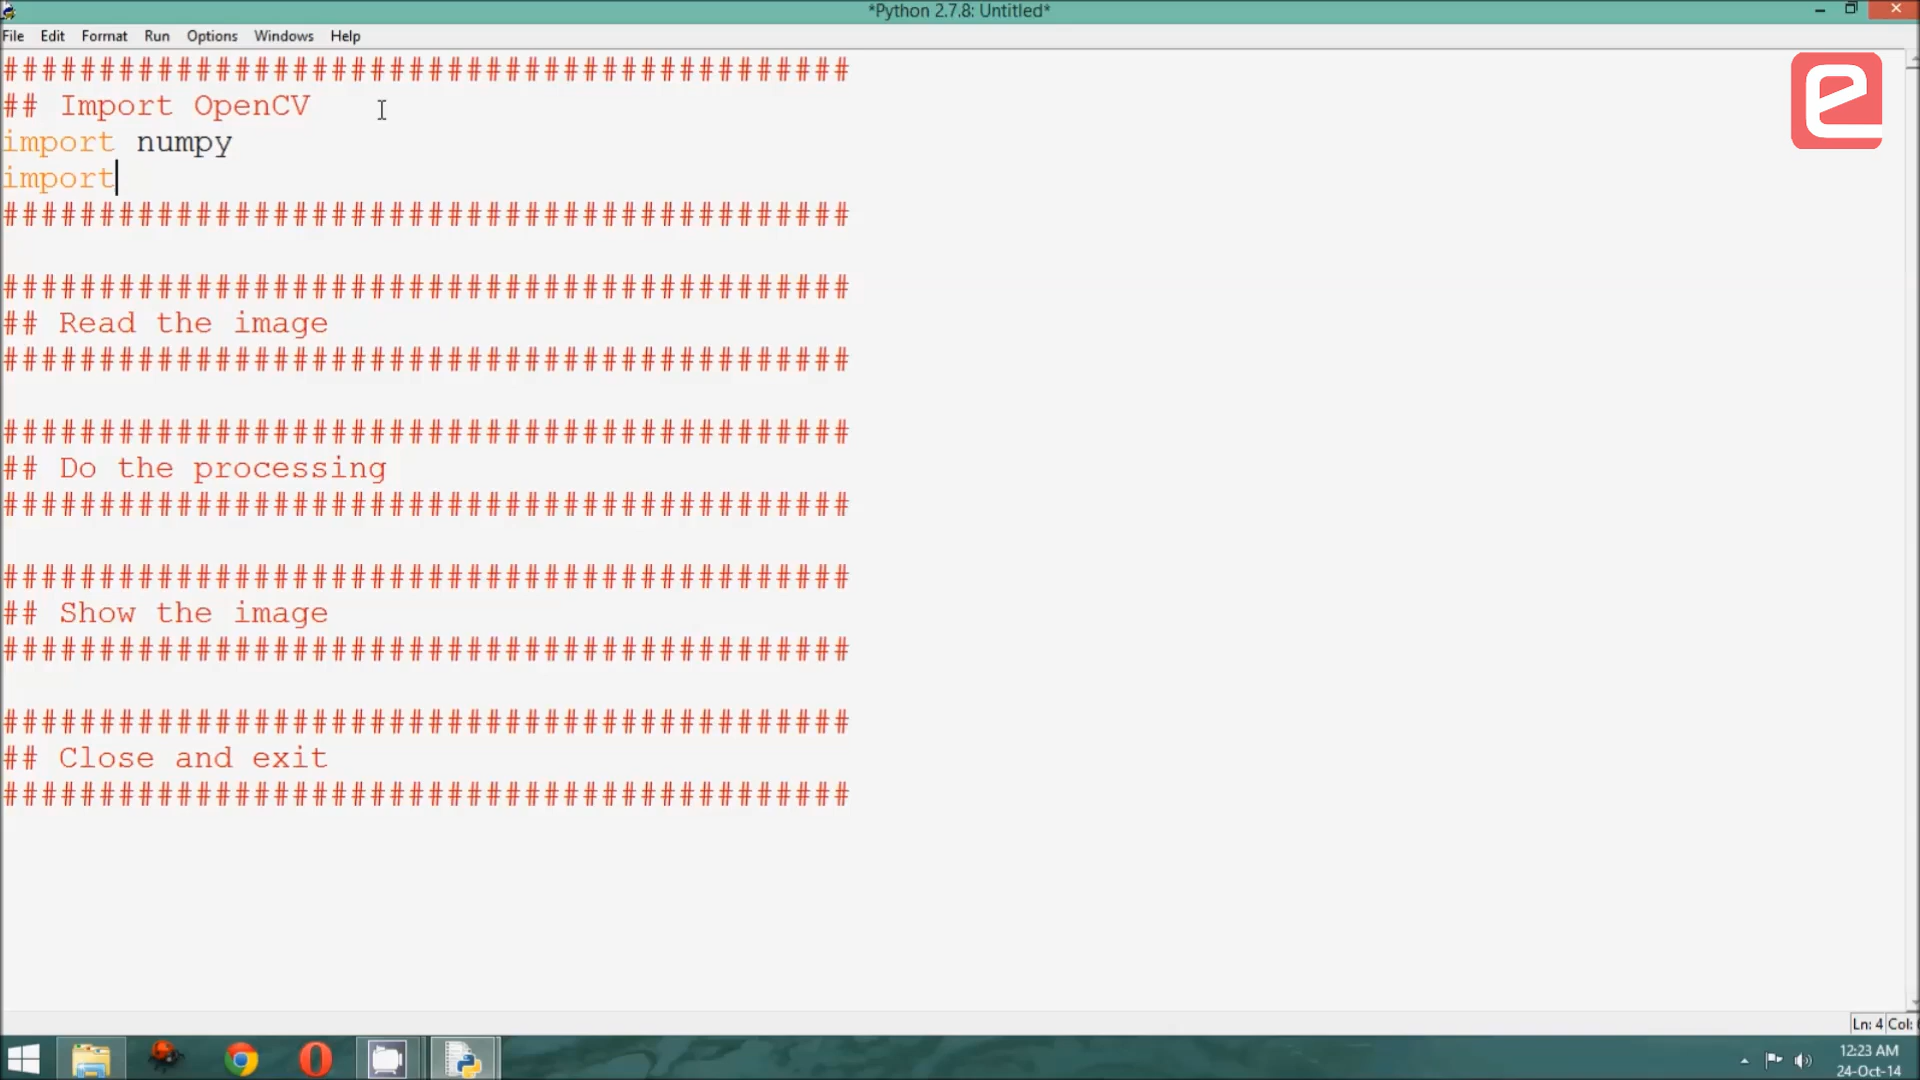 *Python 2.7.8: Untitled*
File Edit Format Run Options Windows Help
############################################
## Import OpenCV
import numpy
import
############################################
############################################
## Read the image
############################################
############################################
## Do the processing
############################################
############################################
## Show the image
############################################
############################################
## Close and exit
############################################
Ln: 4 Col:
12:23 AM
24-Oct-14